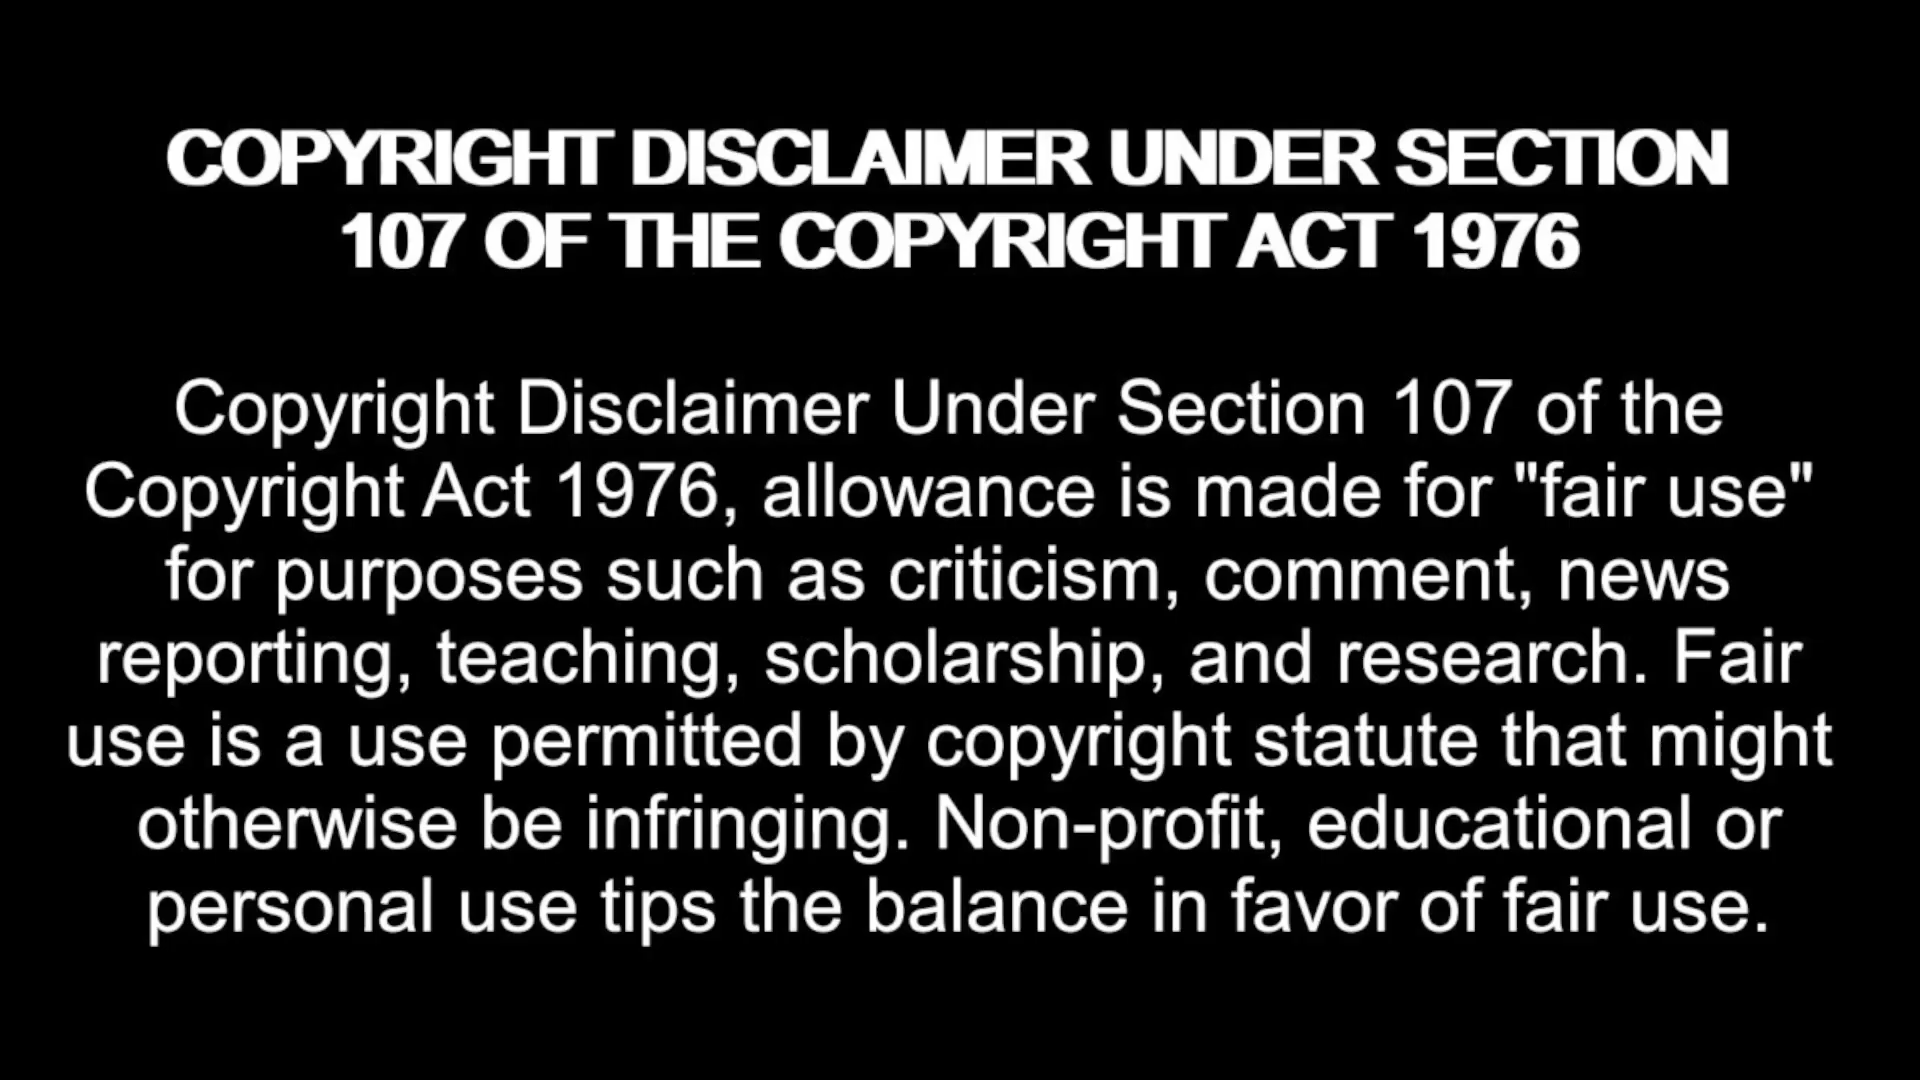 COPYRIGHT DISCLAIMER UNDER SECTION
107 OF THE COPYRIGHT ACT 1976
Copyright Disclaimer Under Section 107 of the
Copyright Act 1976, allowance is made for "fair use"
for purposes such as criticism, comment, news
reporting, teaching, scholarship, and research. Fair
use is a use permitted by copyright statute that might
otherwise be infringing. Non-profit, educational or
personal use tips the balance in favor of fair use.